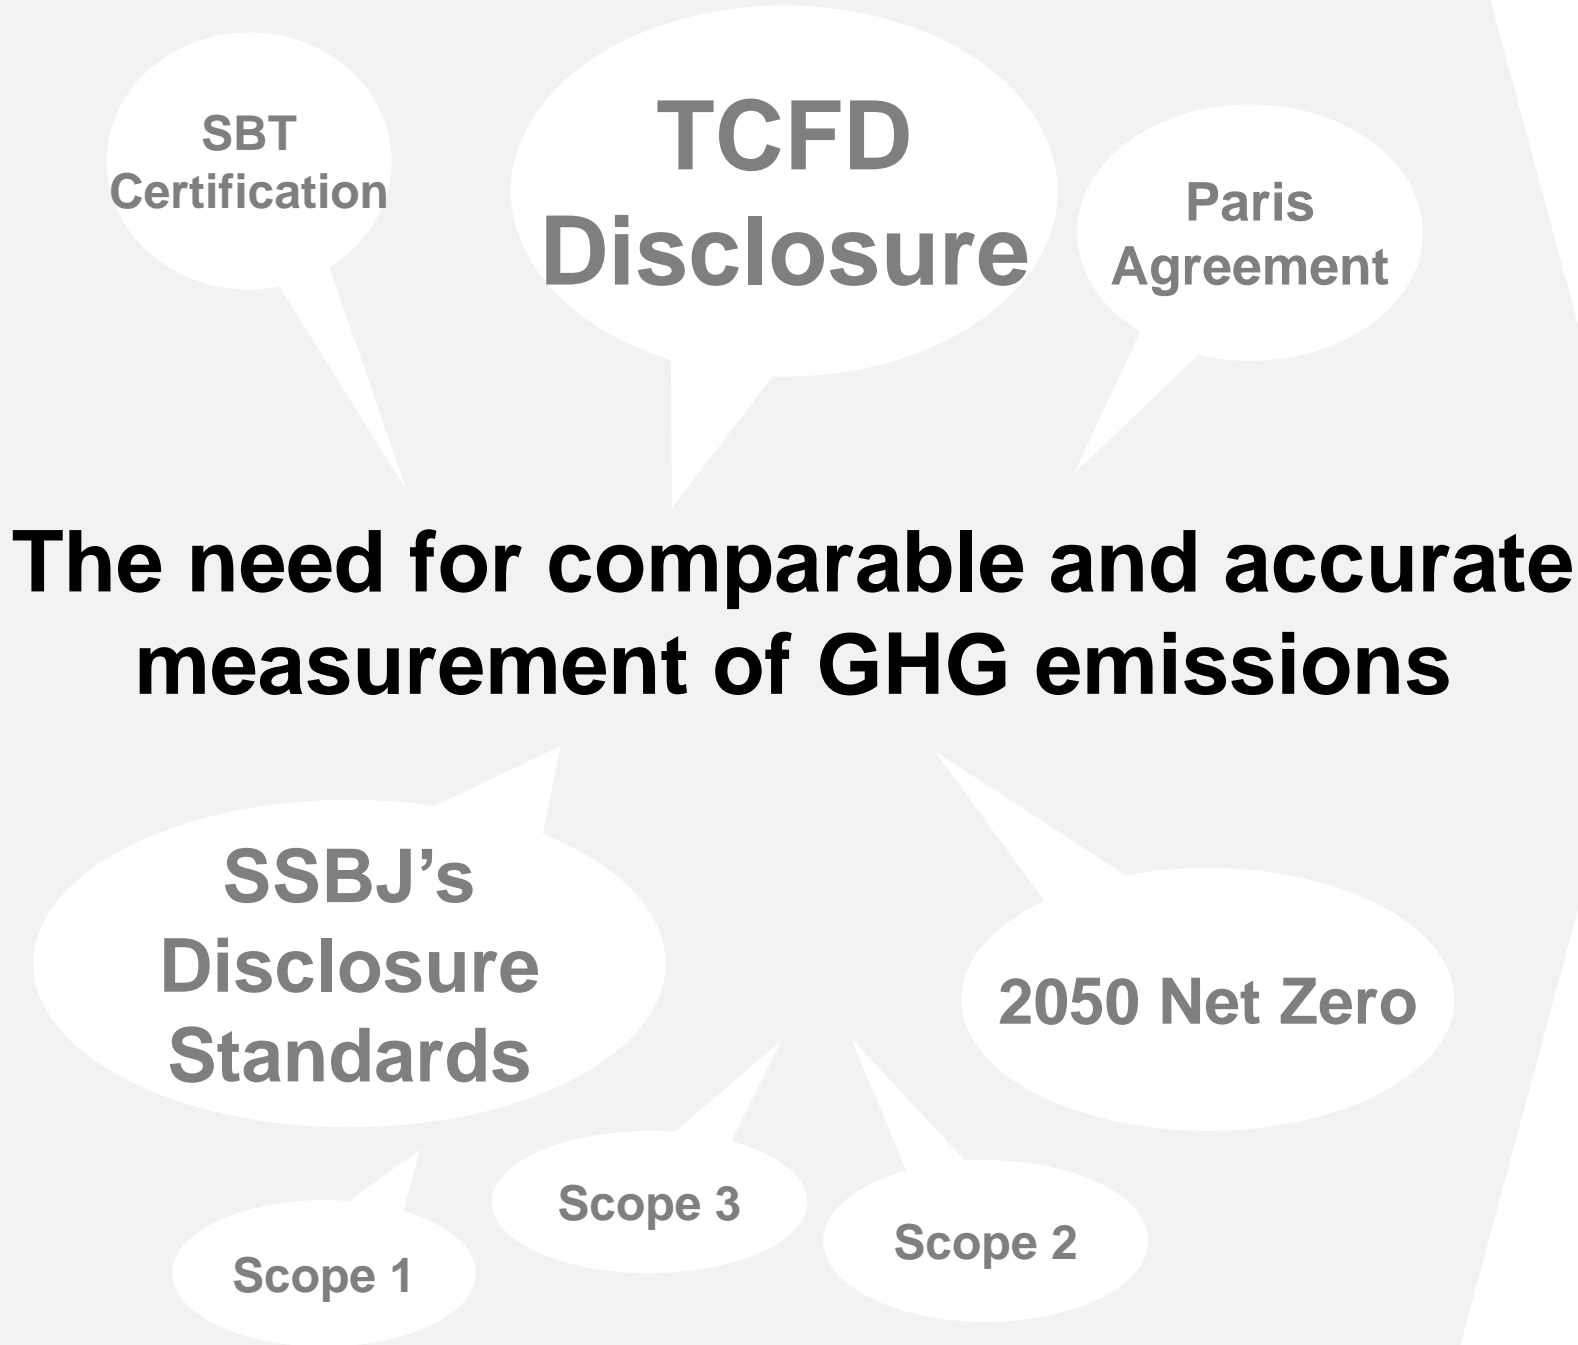 SBT
Certification
TCFD
Disclosure
Paris
Agreement
The need for comparable and accurate
measurement of GHG emissions
SSBJ’s
Disclosure
Standards
2050 Net Zero
Scope 3
Scope 2
Scope 1